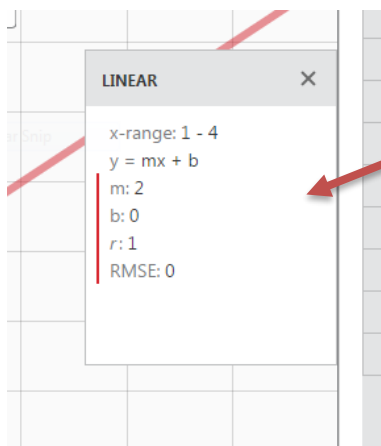 LINEAR ×
x-range: 1 - 4
y = mx + b
m: 2
b: 0
r: 1
RMSE: 0